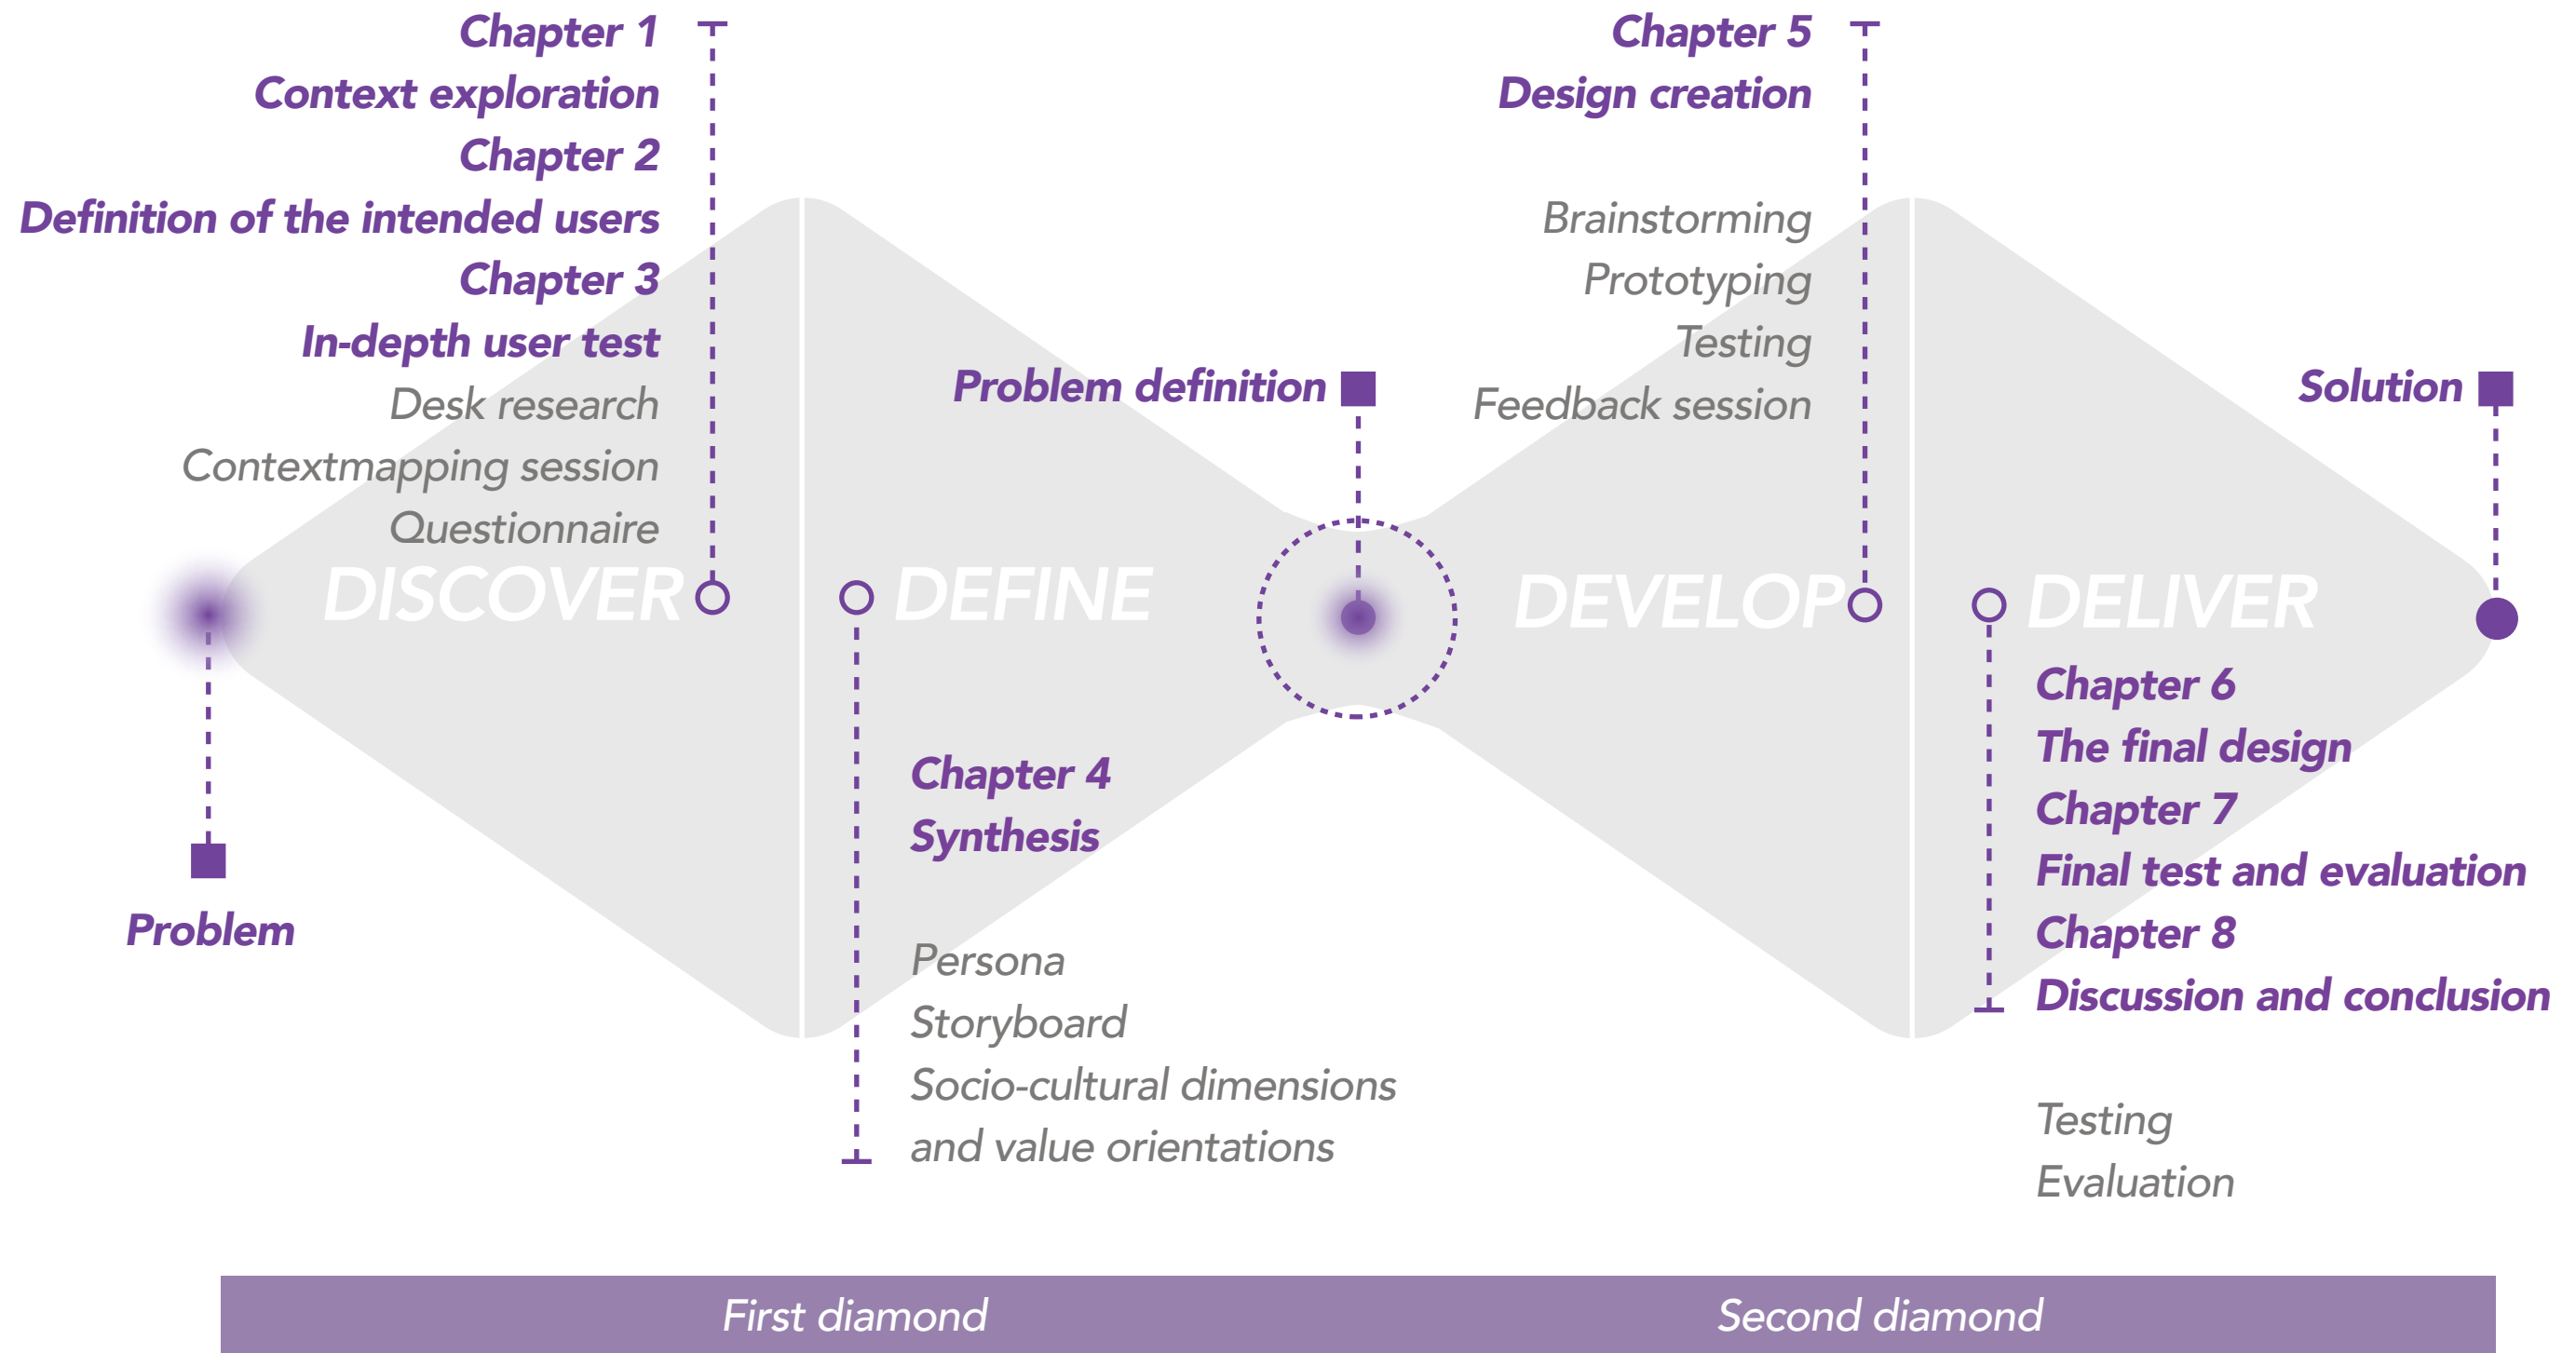 Chapter 1
Context exploration
Chapter 2
Definition of the intended users
Chapter 3
In-depth user test
Desk research
Contextmapping session
Questionnaire
DISCOVER
Problem
DEFINE
Chapter 4
Synthesis
Persona
Storyboard
Socio-cultural dimensions
and value orientations
Problem definition
Chapter 5
Design creation
Brainstorming
Prototyping
Testing
Feedback session
DEVELOP
DELIVER
Chapter 6
The final design
Chapter 7
Final test and evaluation
Chapter 8
Discussion and conclusion
Testing
Evaluation
Solution
First diamond
Second diamond